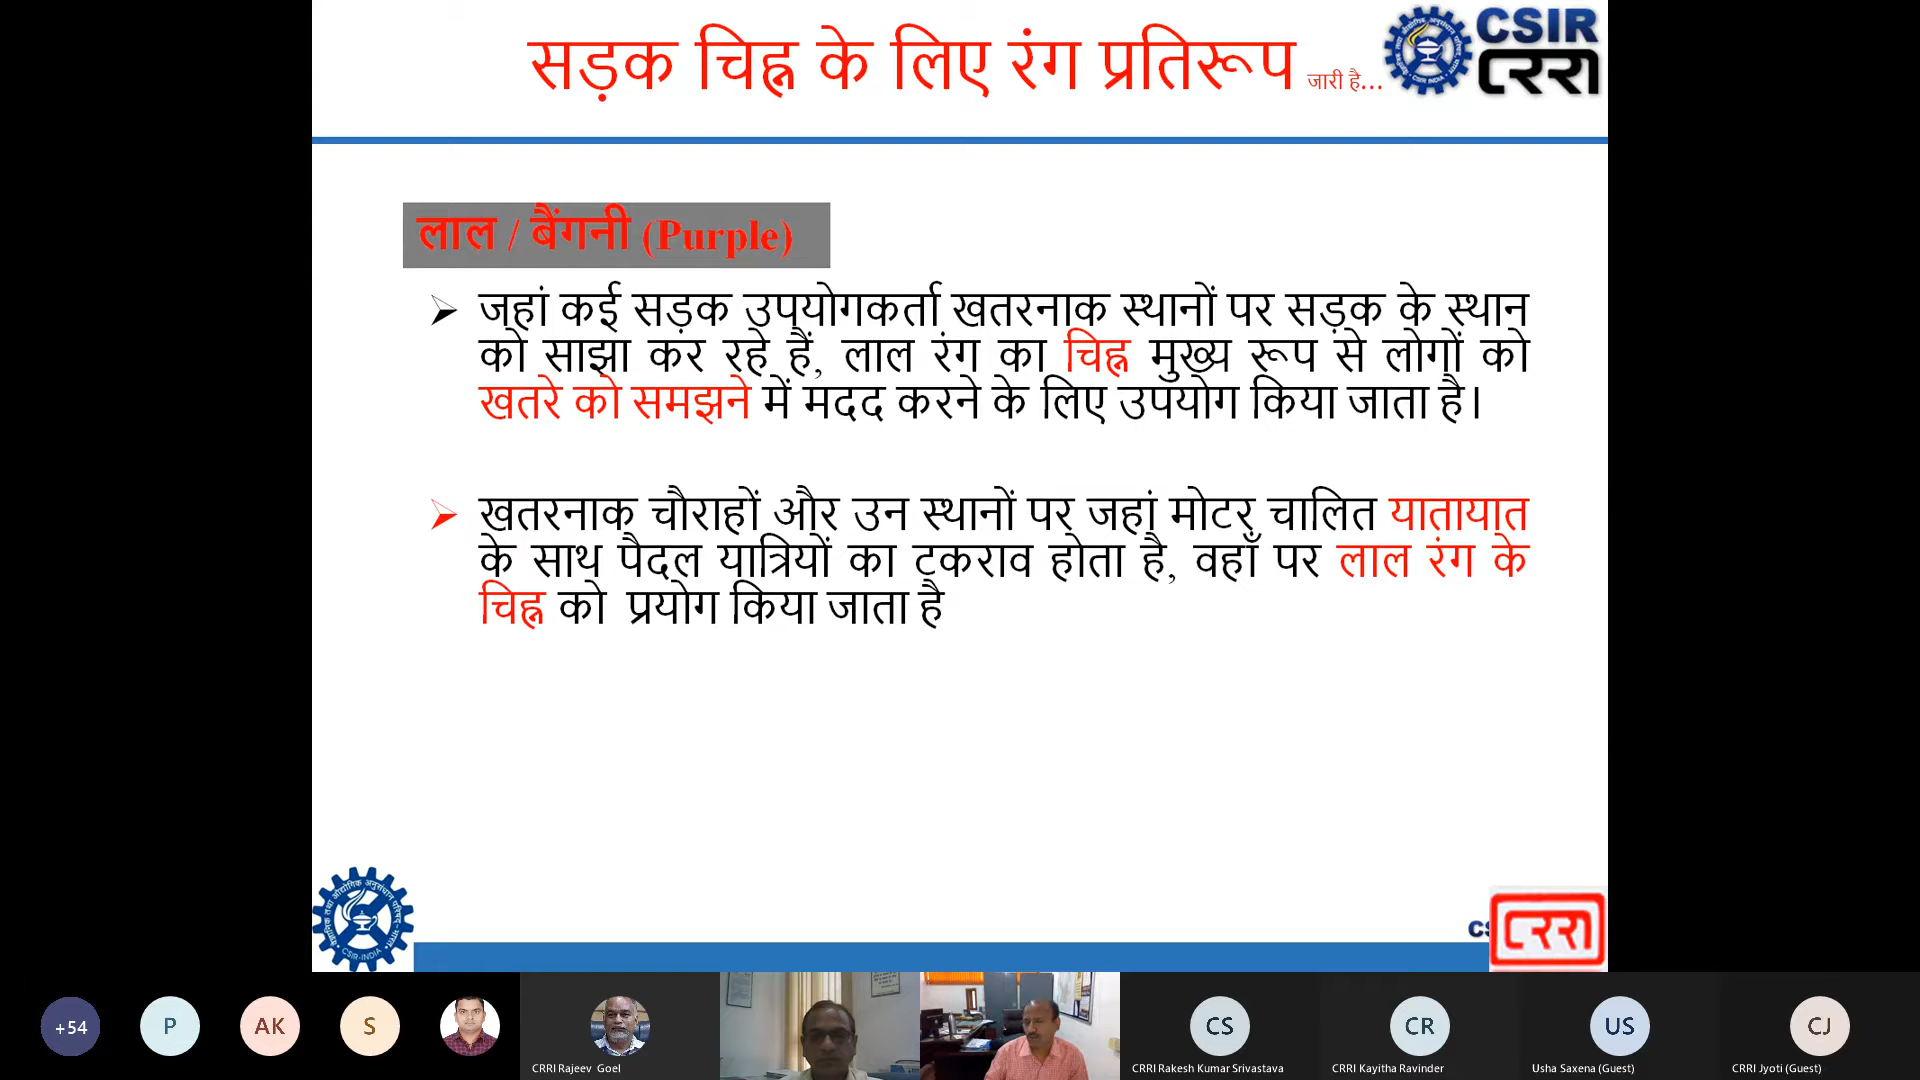 सड़क चिह्न के लिए रंग प्रतिरूप जारी है...
CSIR
CRRI
लाल / बैंगनी (Purple)
जहां कई सड़क उपयोगकर्ता खतरनाक स्थानों पर सड़क के स्थान
को साझा कर रहे हैं, लाल रंग का चिह्न मुख्य रूप से लोगों को
खतरे को समझने में मदद करने के लिए उपयोग किया जाता है।
खतरनाक चौराहों और उन स्थानों पर जहां मोटर चालित यातायात
के साथ पैदल यात्रियों का टकराव होता है, वहाँ पर लाल रंग के
चिह्न को प्रयोग किया जाता है
CSIR-INDIA
CRRI
+54
P
AK
S
CS
CR
US
CJ
CRRI Rajeev Goel
CRRI Rakesh Kumar Srivastava
CRRI Kayitha Ravinder
Usha Saxena (Guest)
CRRI Jyoti (Guest)